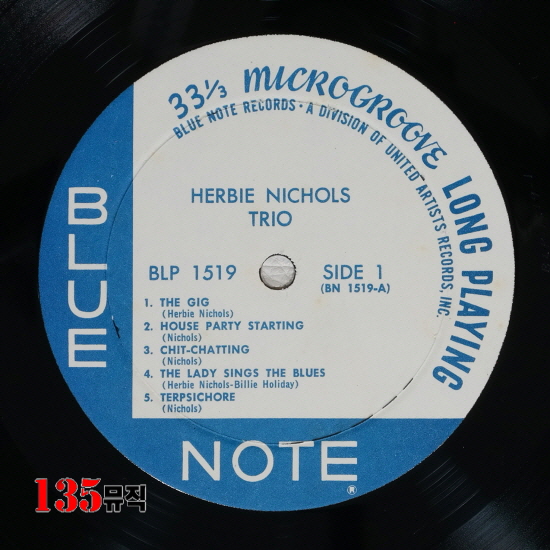 33⅓ MICROGROOVE LONG PLAYING
BLUE NOTE RECORDS • A DIVISION OF UNITED ARTISTS RECORDS, INC.
HERBIE NICHOLS
TRIO
BLP 1519
SIDE 1
(BN 1519-A)
1. THE GIG
(Herbie Nichols)
2. HOUSE PARTY STARTING
(Nichols)
3. CHIT-CHATTING
(Nichols)
4. THE LADY SINGS THE BLUES
(Herbie Nichols-Billie Holiday)
5. TERPSICHORE
(Nichols)
BLUE
NOTE®
135뮤직